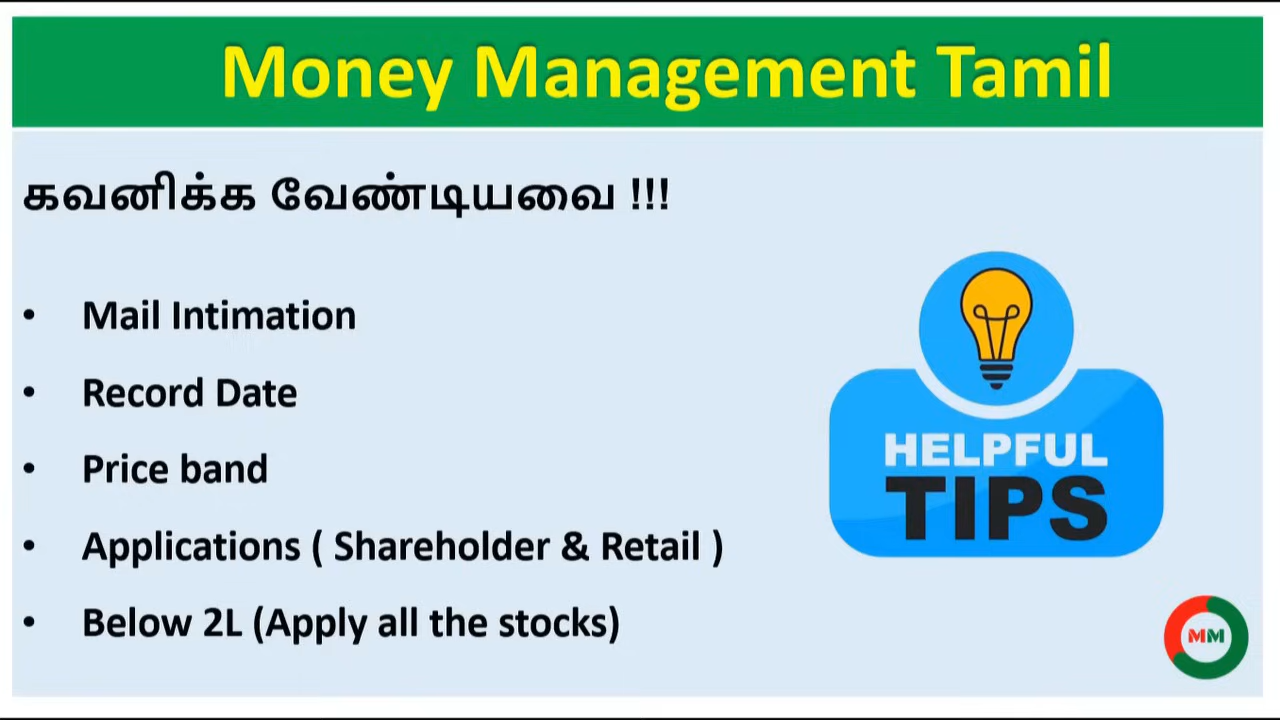 Money Management Tamil
கவனிக்க வேண்டியவை !!!
• Mail Intimation
• Record Date
• Price band
• Applications ( Shareholder & Retail )
• Below 2L (Apply all the stocks)
HELPFUL
TIPS
MM